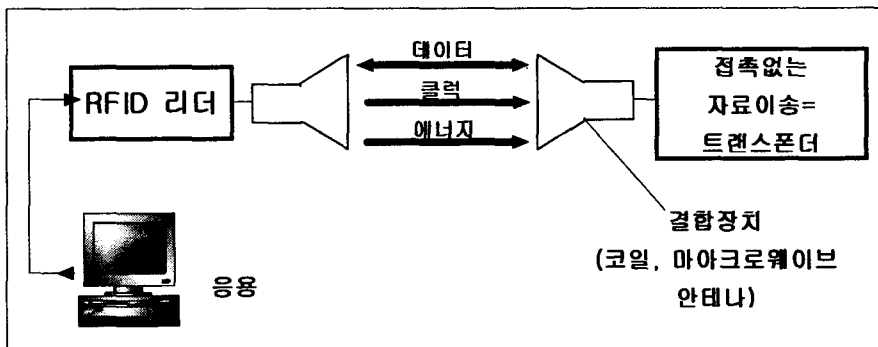 데이터
클럭
에너지
RFID 리더
접촉없는
자료이송=
트랜스폰더
결합장치
(코일, 마아크로웨이브
안테나)
응용